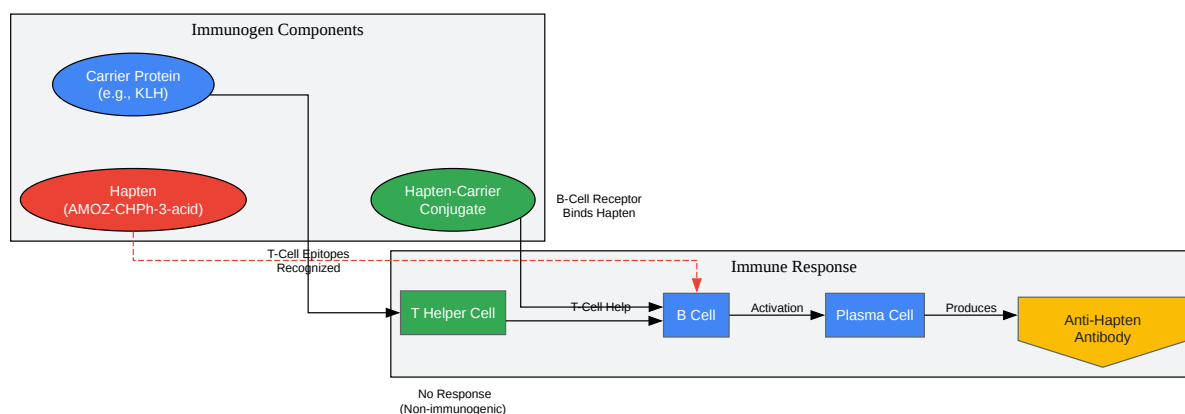 Immunogen Components
Carrier Protein
(e.g., KLH)
Hapten
(AMOZ-CHPh-3-acid)
Hapten-Carrier
Conjugate
B-Cell Receptor
Binds Hapten
T-Cell Epitopes
Recognized
Immune Response
T Helper Cell
T-Cell Help
B Cell
Activation
Plasma Cell
Produces
Anti-Hapten
Antibody
No Response
(Non-immunogenic)